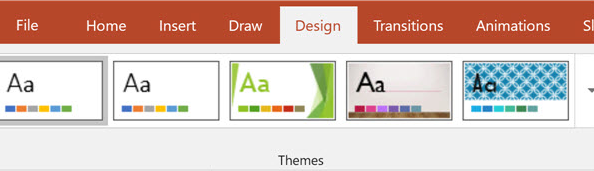 File Home Insert Draw Design Transitions Animations
Aa Aa Aa Aa Aa
Themes